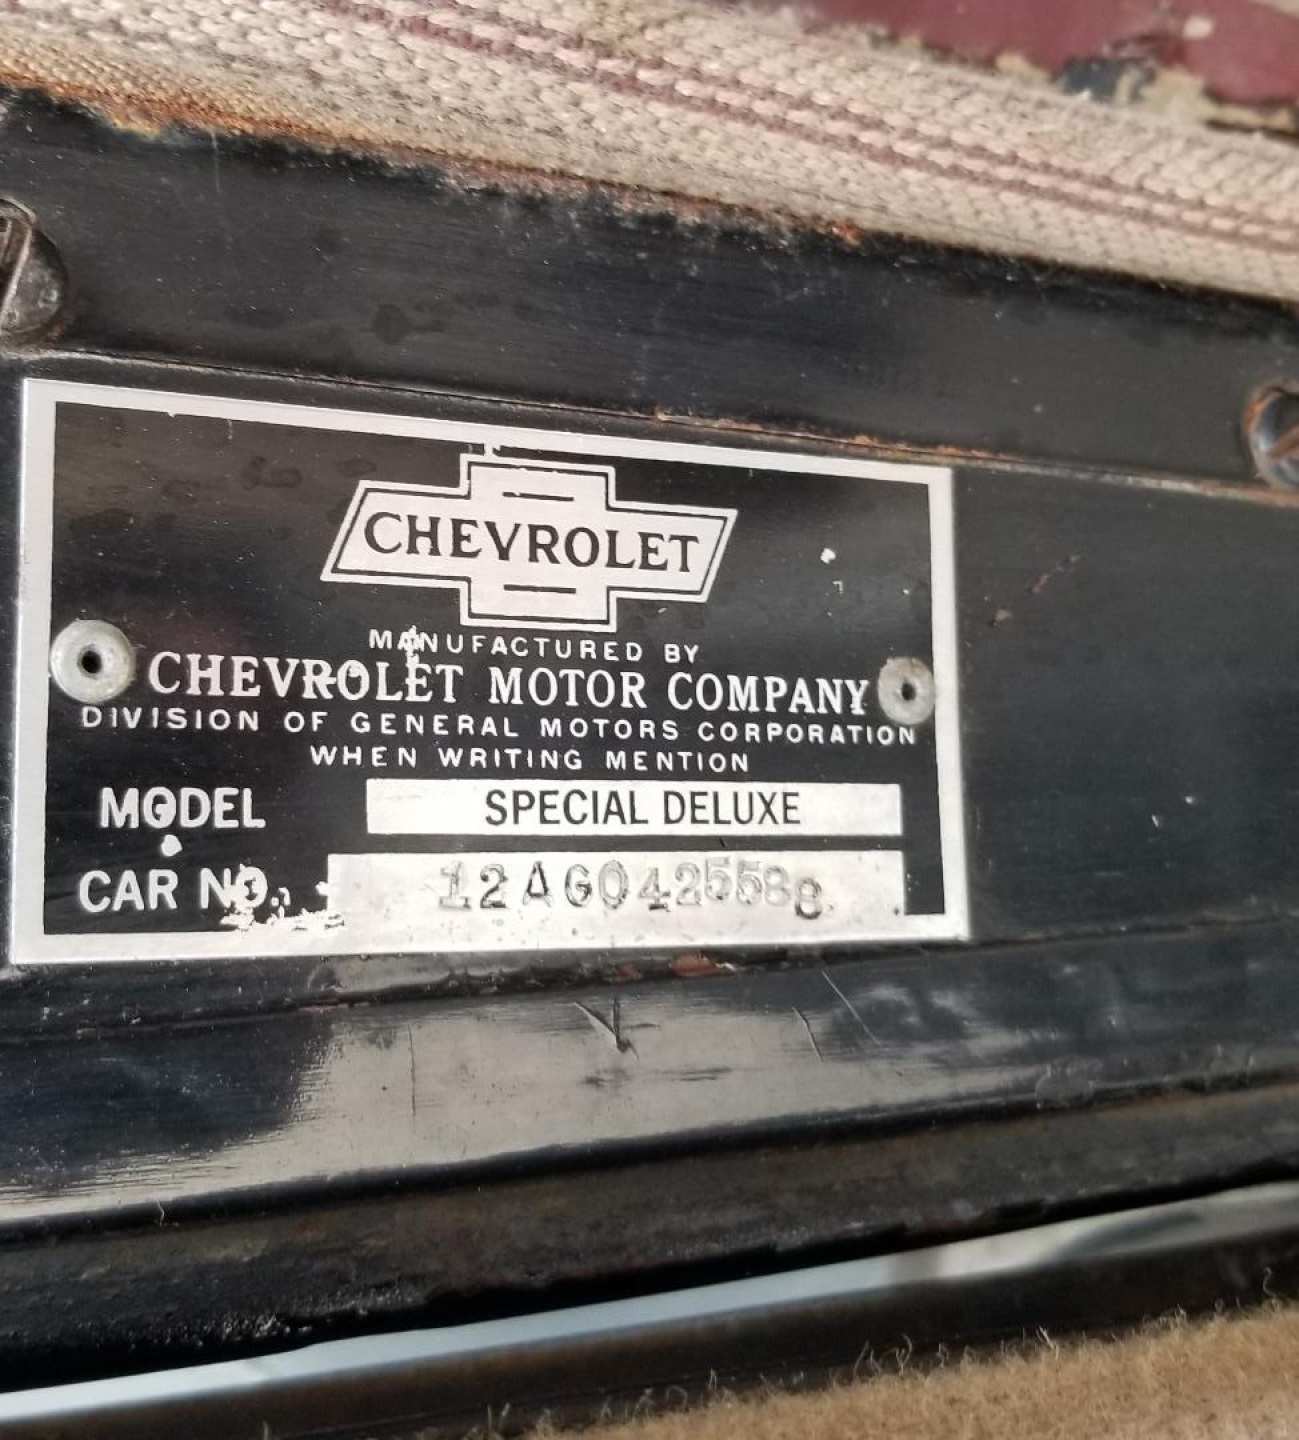 CHEVROLET
MANUFACTURED BY
CHEVROLET MOTOR COMPANY
DIVISION OF GENERAL MOTORS CORPORATION
WHEN WRITING MENTION
MODEL SPECIAL DELUXE
CAR NO. 12AG0425588